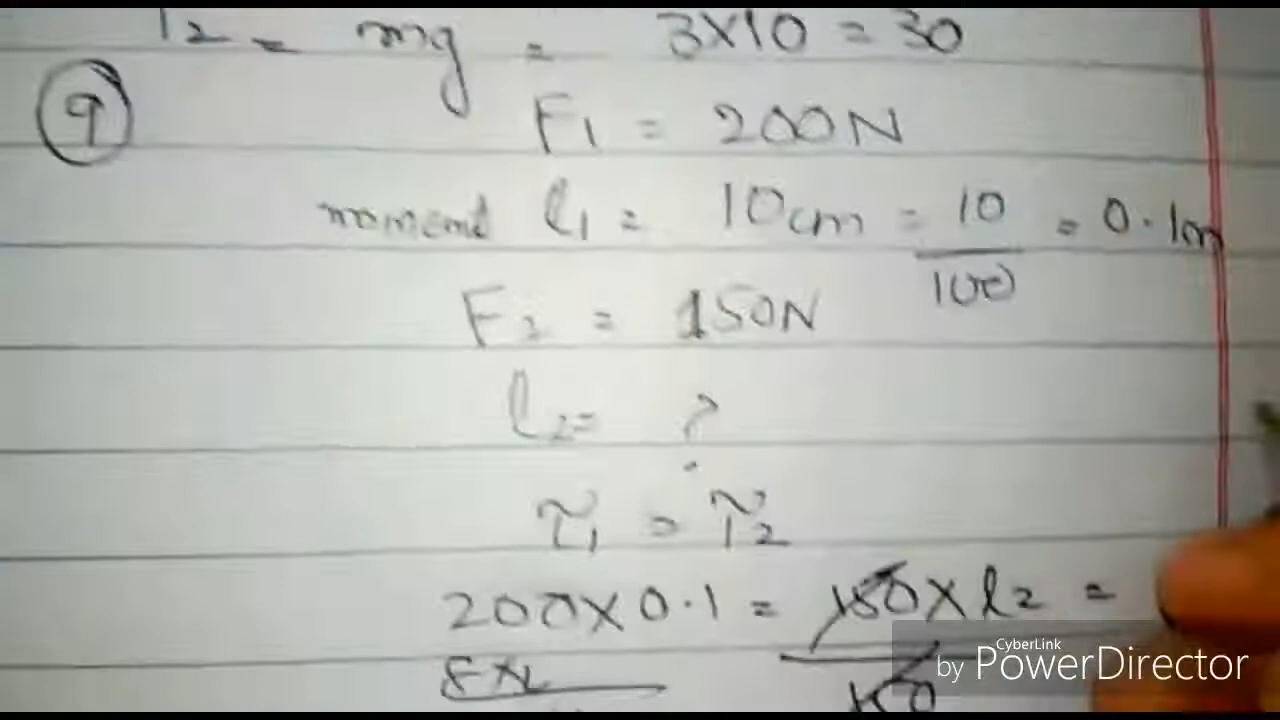 T2 = mg = 3×10 = 30
9
F1 = 200N
moment l1 = 10cm = 10/100 = 0.1m
F2 = 150N
l2 = ?
τ1 = τ2
200×0.1 = 150×l2 =
150
CyberLink
by PowerDirector